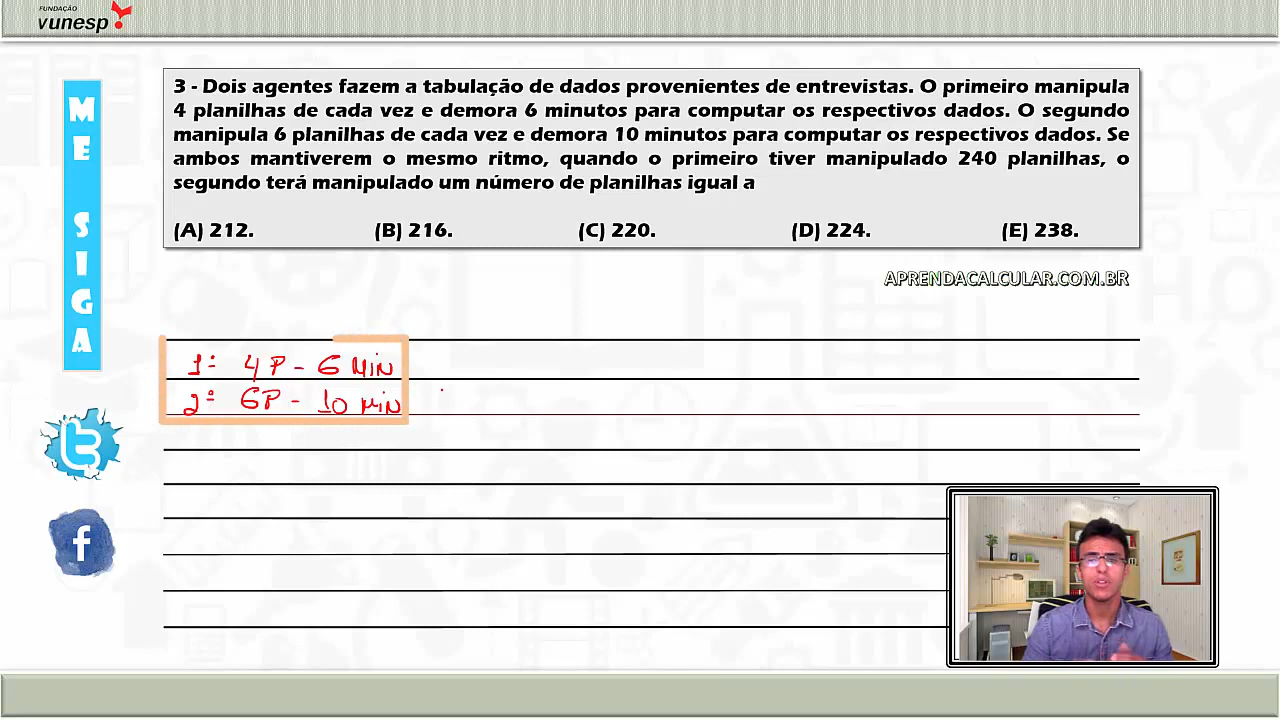 FUNDAÇÃO
vunesp
ME SIGA
3 - Dois agentes fazem a tabulação de dados provenientes de entrevistas. O primeiro manipula
4 planilhas de cada vez e demora 6 minutos para computar os respectivos dados. O segundo
manipula 6 planilhas de cada vez e demora 10 minutos para computar os respectivos dados. Se
ambos mantiverem o mesmo ritmo, quando o primeiro tiver manipulado 240 planilhas, o
segundo terá manipulado um número de planilhas igual a
(A) 212. (B) 216. (C) 220. (D) 224. (E) 238.
APRENDACALCULAR.COM.BR
1º 4P - 6 MIN
2º 6P - 10 MIN